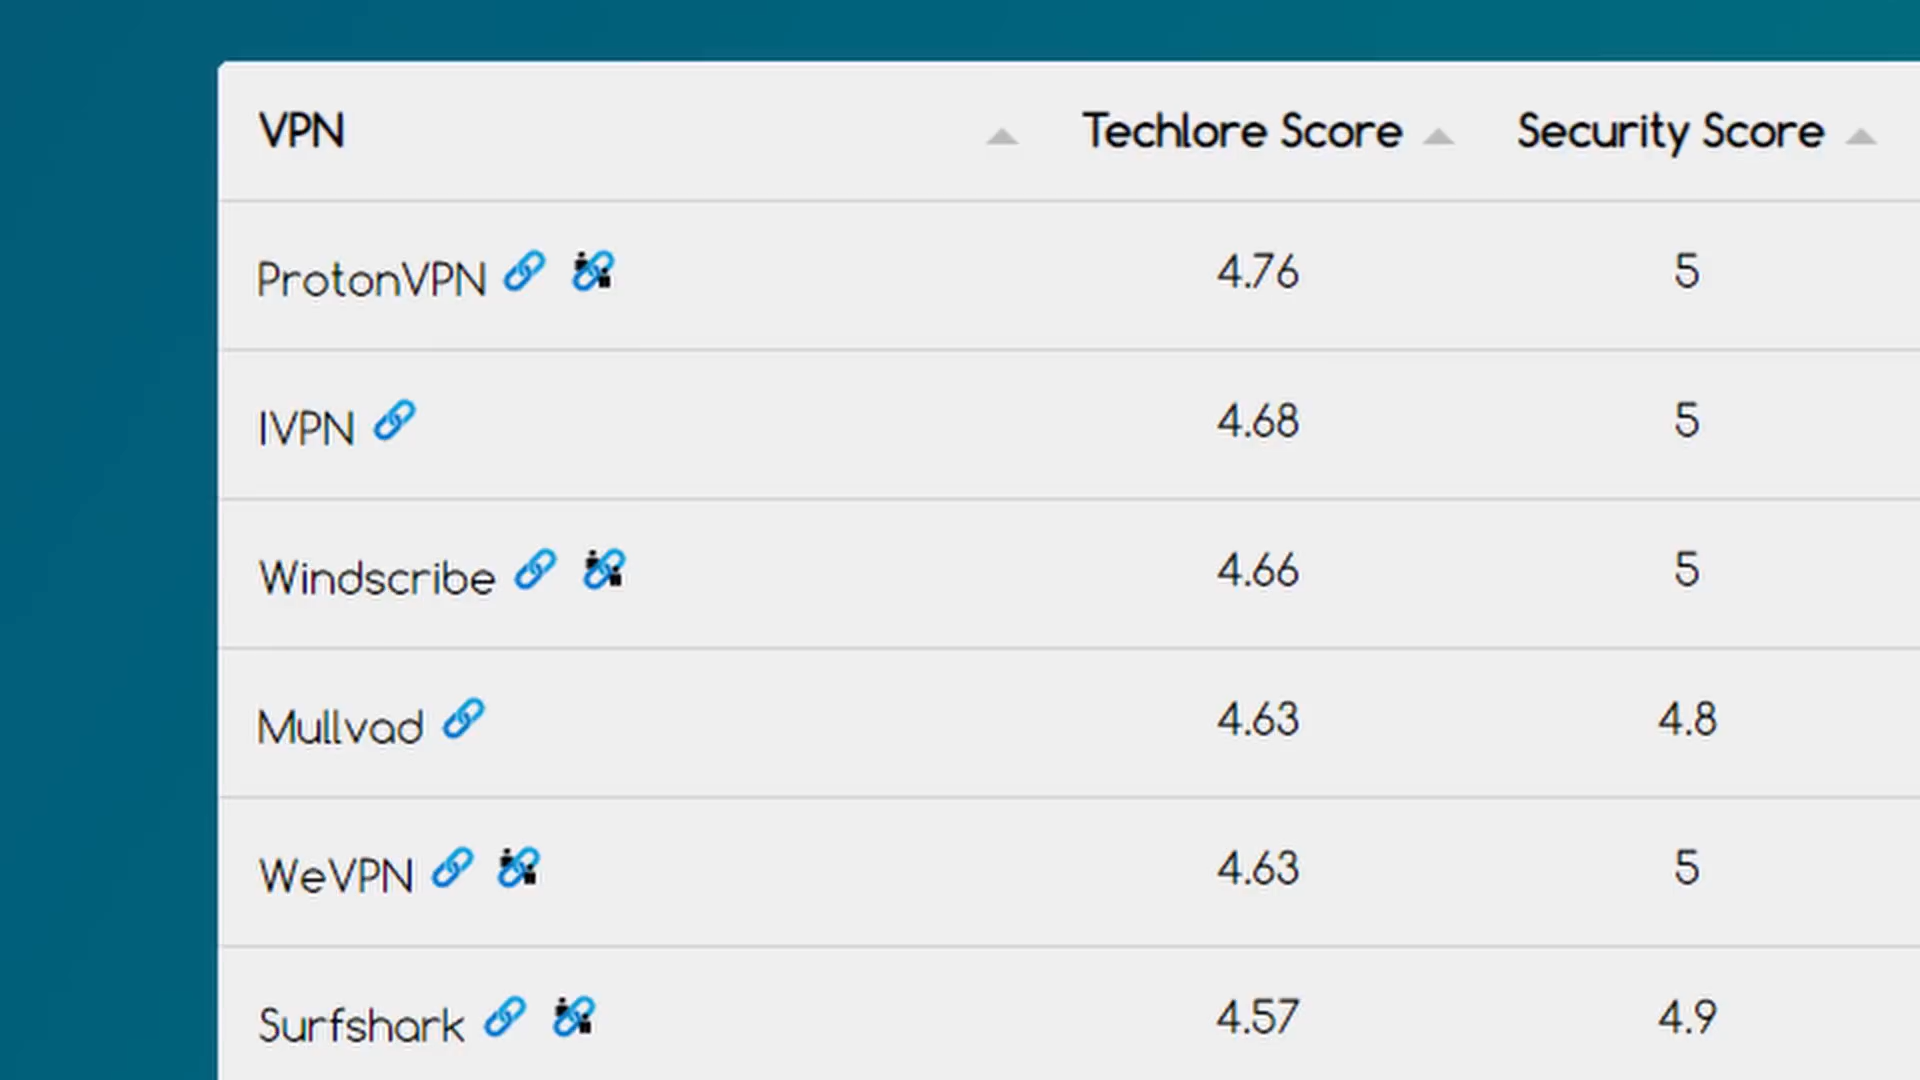 VPN Techlore Score Security Score
ProtonVPN 4.76 5
IVPN 4.68 5
Windscribe 4.66 5
Mullvad 4.63 4.8
WeVPN 4.63 5
Surfshark 4.57 4.9